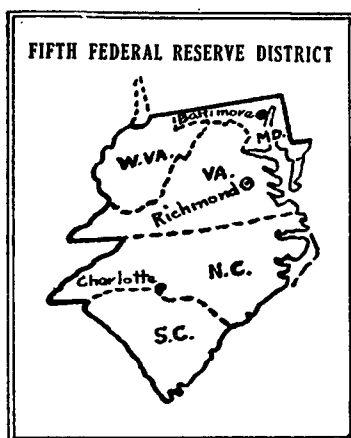 FIFTH FEDERAL RESERVE DISTRICT
Baltimore
MD.
W.VA.
VA.
Richmond
Charlotte
N.C.
S.C.